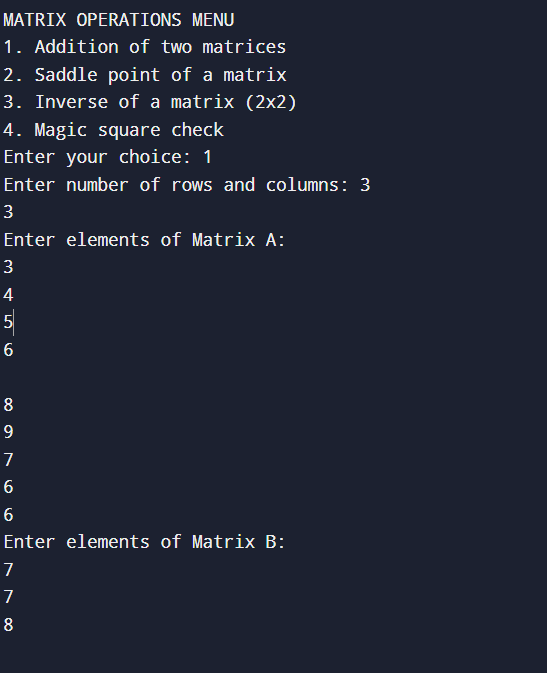 MATRIX OPERATIONS MENU
1. Addition of two matrices
2. Saddle point of a matrix
3. Inverse of a matrix (2x2)
4. Magic square check
Enter your choice: 1
Enter number of rows and columns: 3
3
Enter elements of Matrix A:
3
4
5
6
8
9
7
6
6
Enter elements of Matrix B:
7
7
8